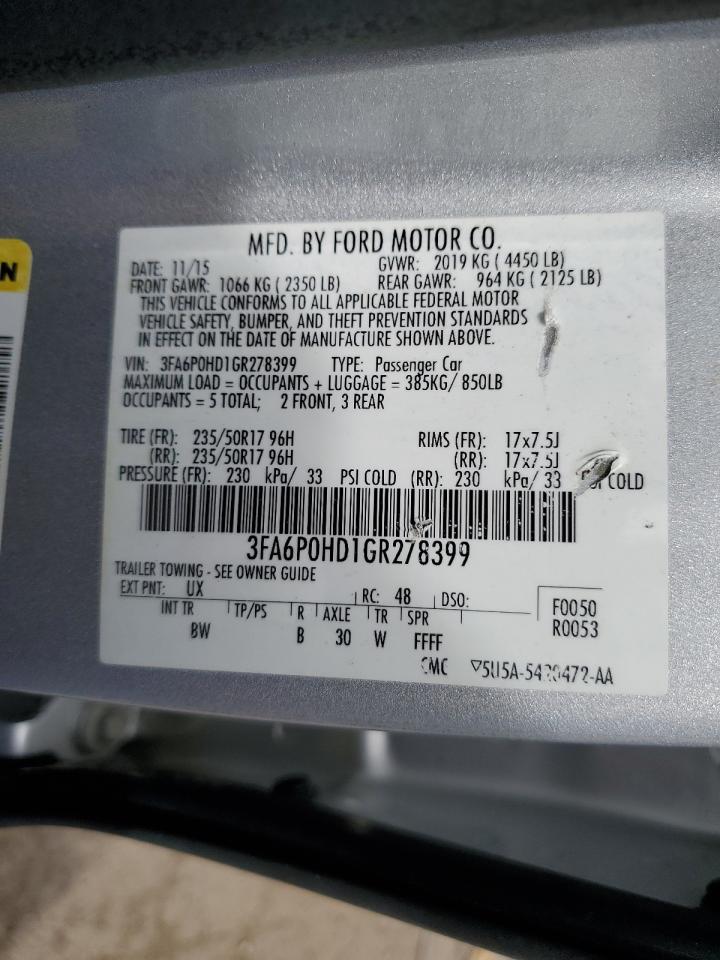 N
MFD. BY FORD MOTOR CO.
DATE: 11/15 GVWR: 2019 KG ( 4450 LB)
FRONT GAWR: 1066 KG ( 2350 LB) REAR GAWR: 964 KG ( 2125 LB)
THIS VEHICLE CONFORMS TO ALL APPLICABLE FEDERAL MOTOR
VEHICLE SAFETY, BUMPER, AND THEFT PREVENTION STANDARDS
IN EFFECT ON THE DATE OF MANUFACTURE SHOWN ABOVE.
VIN: 3FA6P0HD1GR278399 TYPE: Passenger Car
MAXIMUM LOAD = OCCUPANTS + LUGGAGE = 385KG/ 850LB
OCCUPANTS = 5 TOTAL; 2 FRONT, 3 REAR
TIRE (FR): 235/50R17 96H RIMS (FR): 17x7.5J
(RR): 235/50R17 96H (RR): 17x7.5J
PRESSURE (FR): 230 kPa/ 33 PSI COLD (RR): 230 kPa/ 33 PSI COLD
3FA6P0HD1GR278399
TRAILER TOWING - SEE OWNER GUIDE
EXT PNT: UX RC: 48 DSO:
INT TR TP/PS R AXLE TR SPR F0050
BW B 30 W FFFF R0053
CMC ▽5U5A-5420472-AA